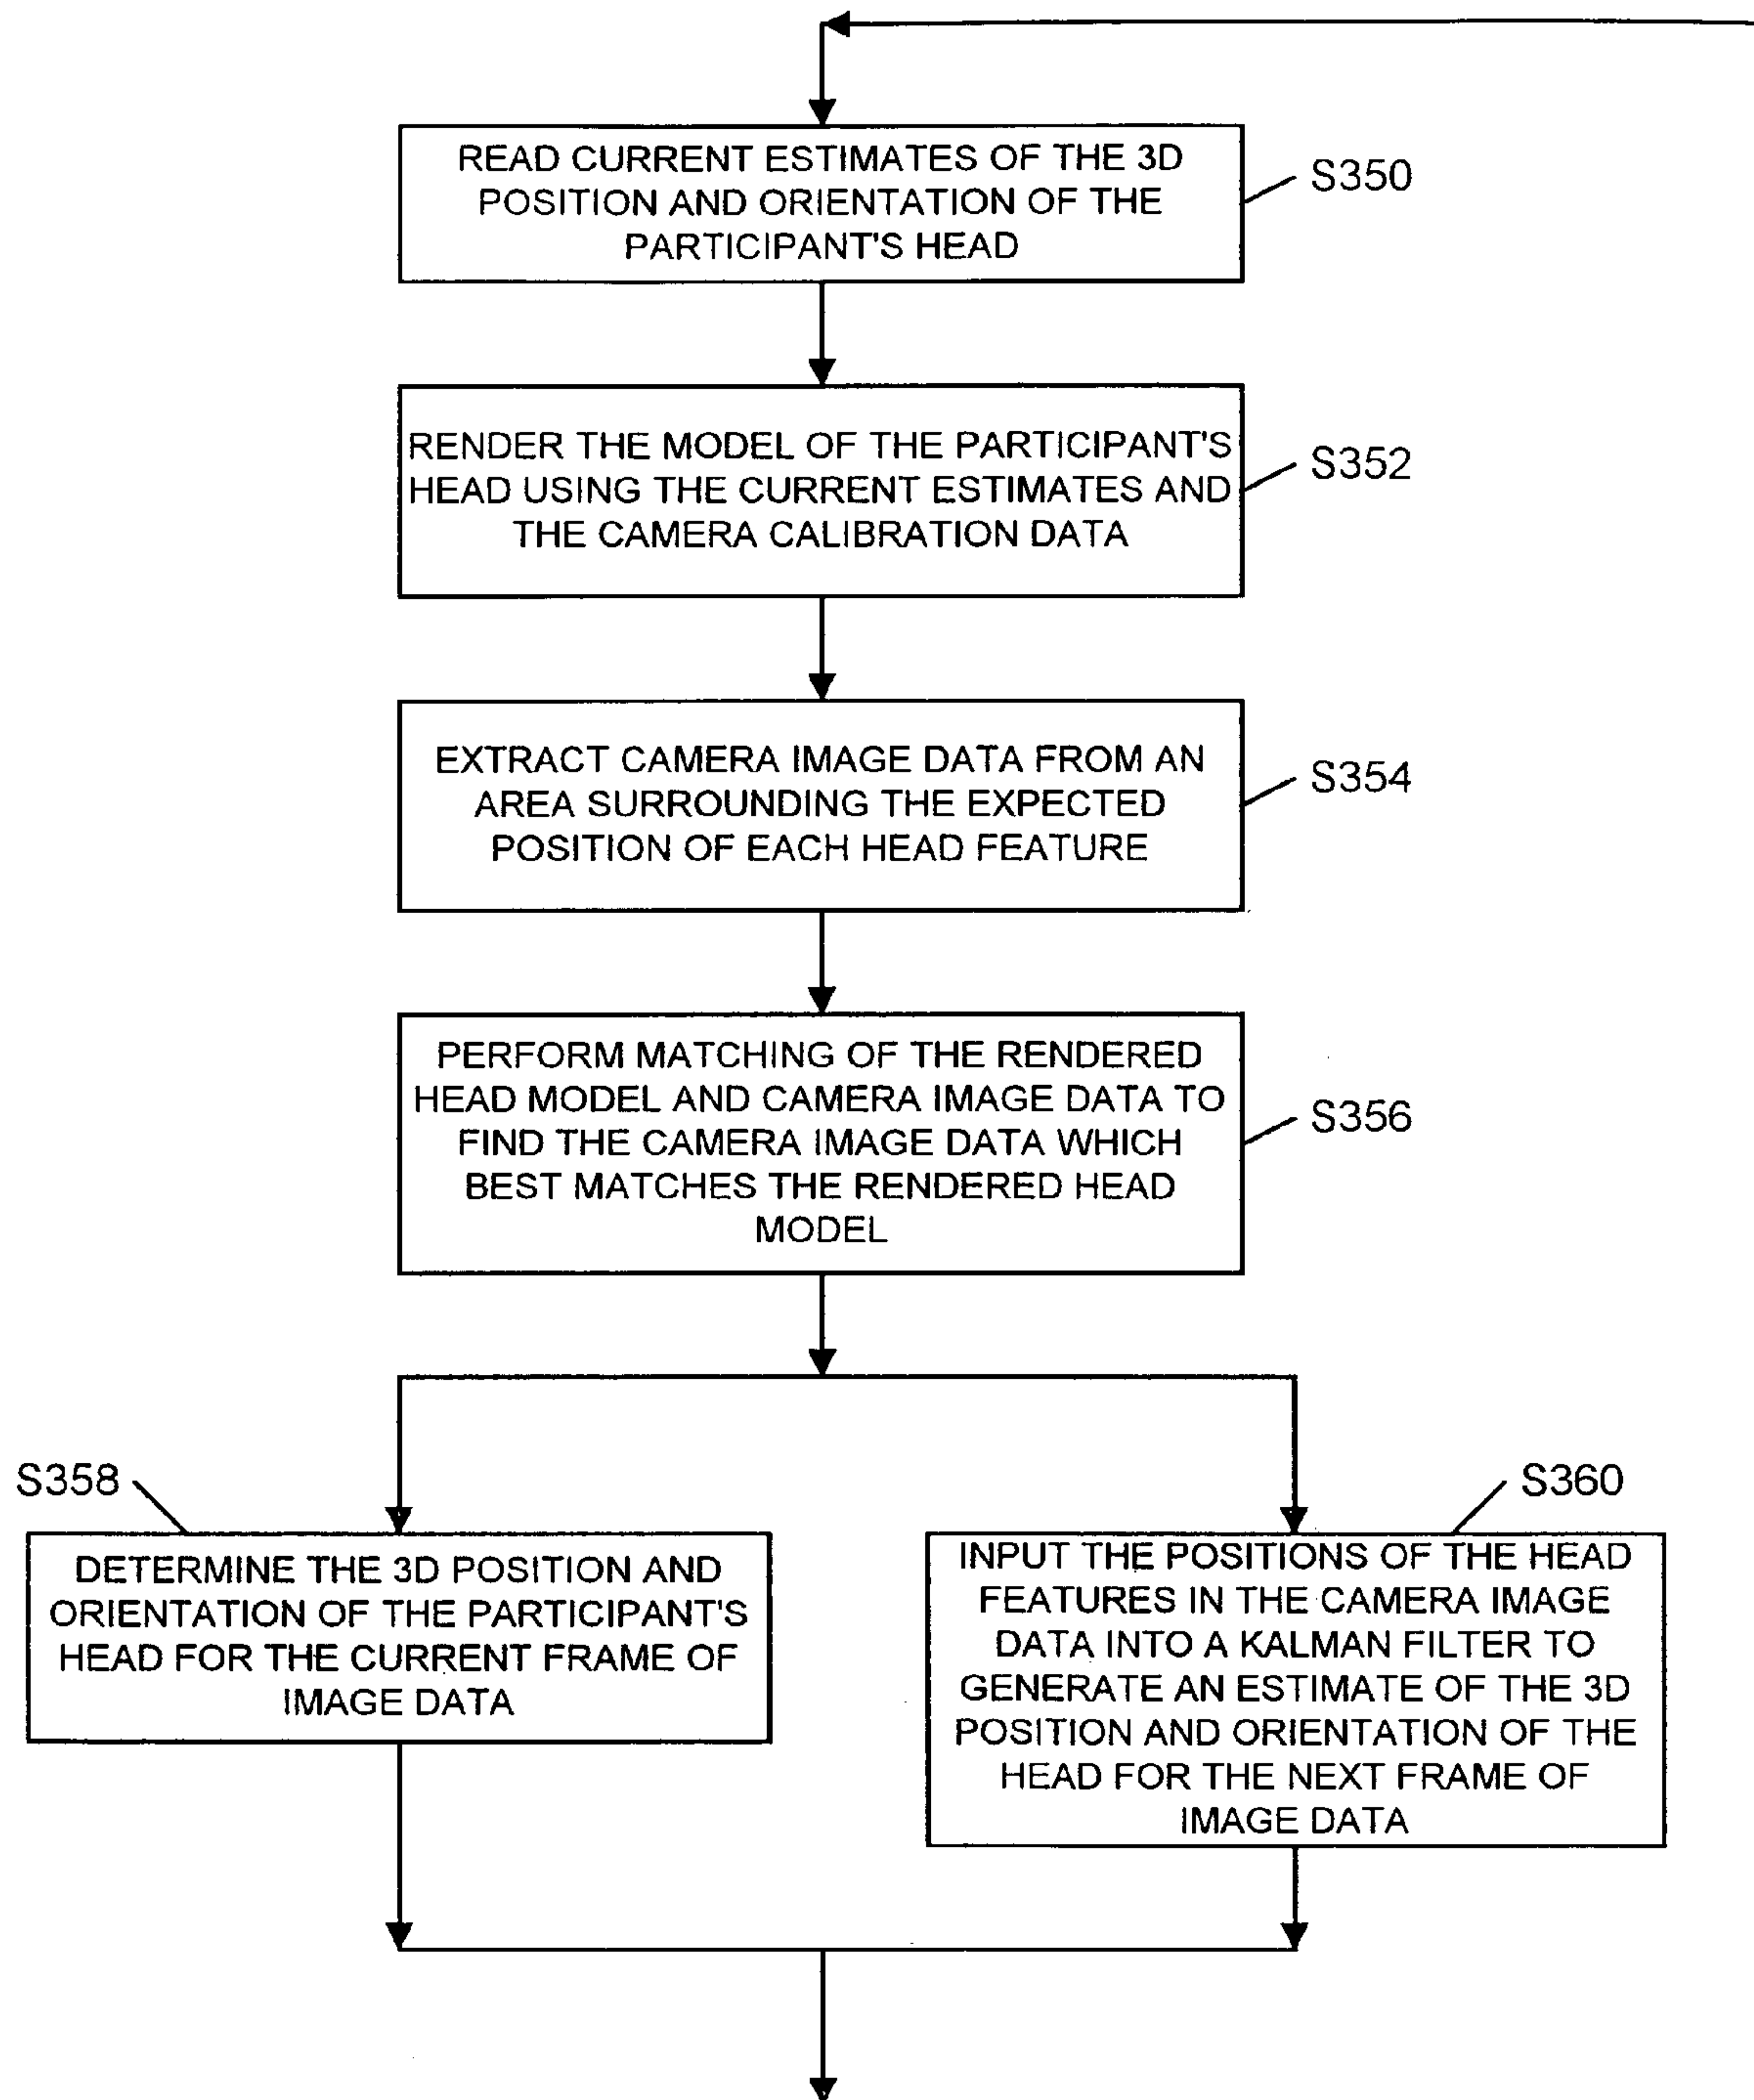 READ CURRENT ESTIMATES OF THE 3D
POSITION AND ORIENTATION OF THE
PARTICIPANT'S HEAD
S350
RENDER THE MODEL OF THE PARTICIPANT'S
HEAD USING THE CURRENT ESTIMATES AND
THE CAMERA CALIBRATION DATA
S352
EXTRACT CAMERA IMAGE DATA FROM AN
AREA SURROUNDING THE EXPECTED
POSITION OF EACH HEAD FEATURE
S354
PERFORM MATCHING OF THE RENDERED
HEAD MODEL AND CAMERA IMAGE DATA TO
FIND THE CAMERA IMAGE DATA WHICH
BEST MATCHES THE RENDERED HEAD
MODEL
S356
S358
DETERMINE THE 3D POSITION AND
ORIENTATION OF THE PARTICIPANT'S
HEAD FOR THE CURRENT FRAME OF
IMAGE DATA
S360
INPUT THE POSITIONS OF THE HEAD
FEATURES IN THE CAMERA IMAGE
DATA INTO A KALMAN FILTER TO
GENERATE AN ESTIMATE OF THE 3D
POSITION AND ORIENTATION OF THE
HEAD FOR THE NEXT FRAME OF
IMAGE DATA